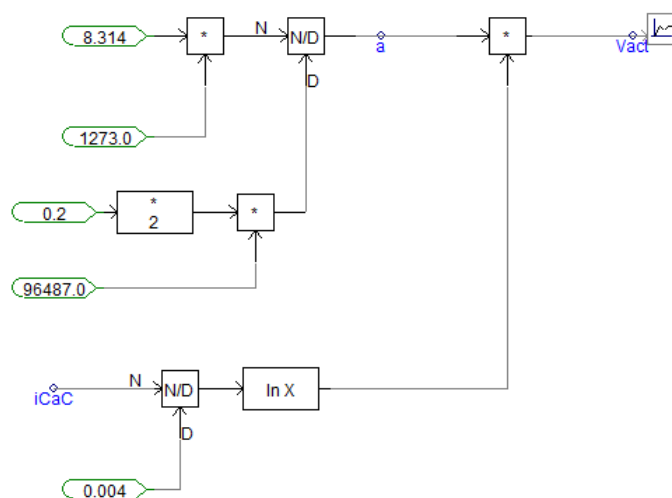 8.314
*
N
N/D
D
a
*
Vact
1273.0
0.2
*
2
*
96487.0
iCaC
N
N/D
D
ln X
0.004